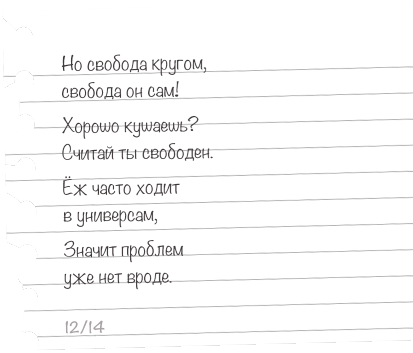 Но свобода кругом,
свобода он сам!
Хорошо кушаешь?
Считай ты свободен.
Ёж часто ходит
в универсам,
Значит проблем
уже нет вроде.
12/14